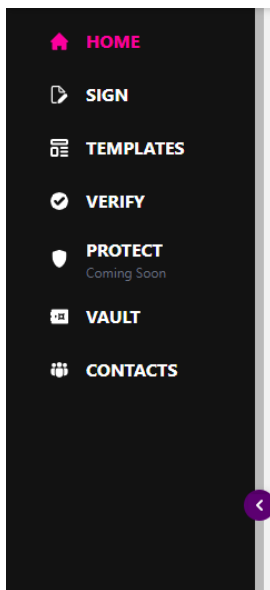 HOME
SIGN
TEMPLATES
VERIFY
PROTECT
Coming Soon
VAULT
CONTACTS